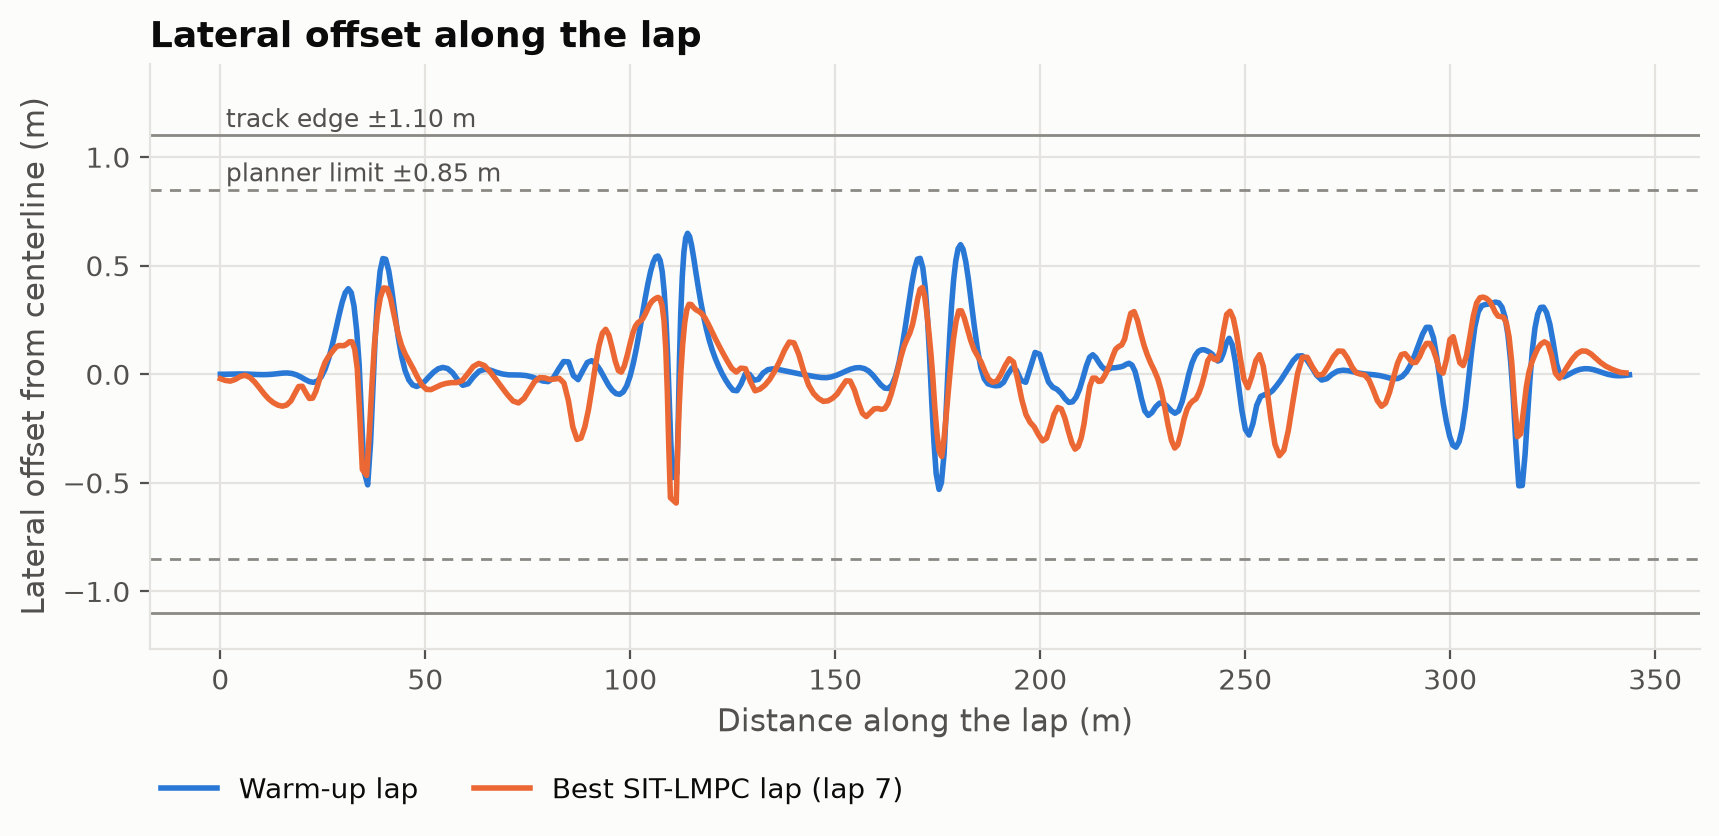 Lateral offset along the lap
Lateral offset from centerline (m)
track edge ±1.10 m
planner limit ±0.85 m
1.0
0.5
0.0
−0.5
−1.0
0 50 100 150 200 250 300 350
Distance along the lap (m)
Warm-up lap
Best SIT-LMPC lap (lap 7)